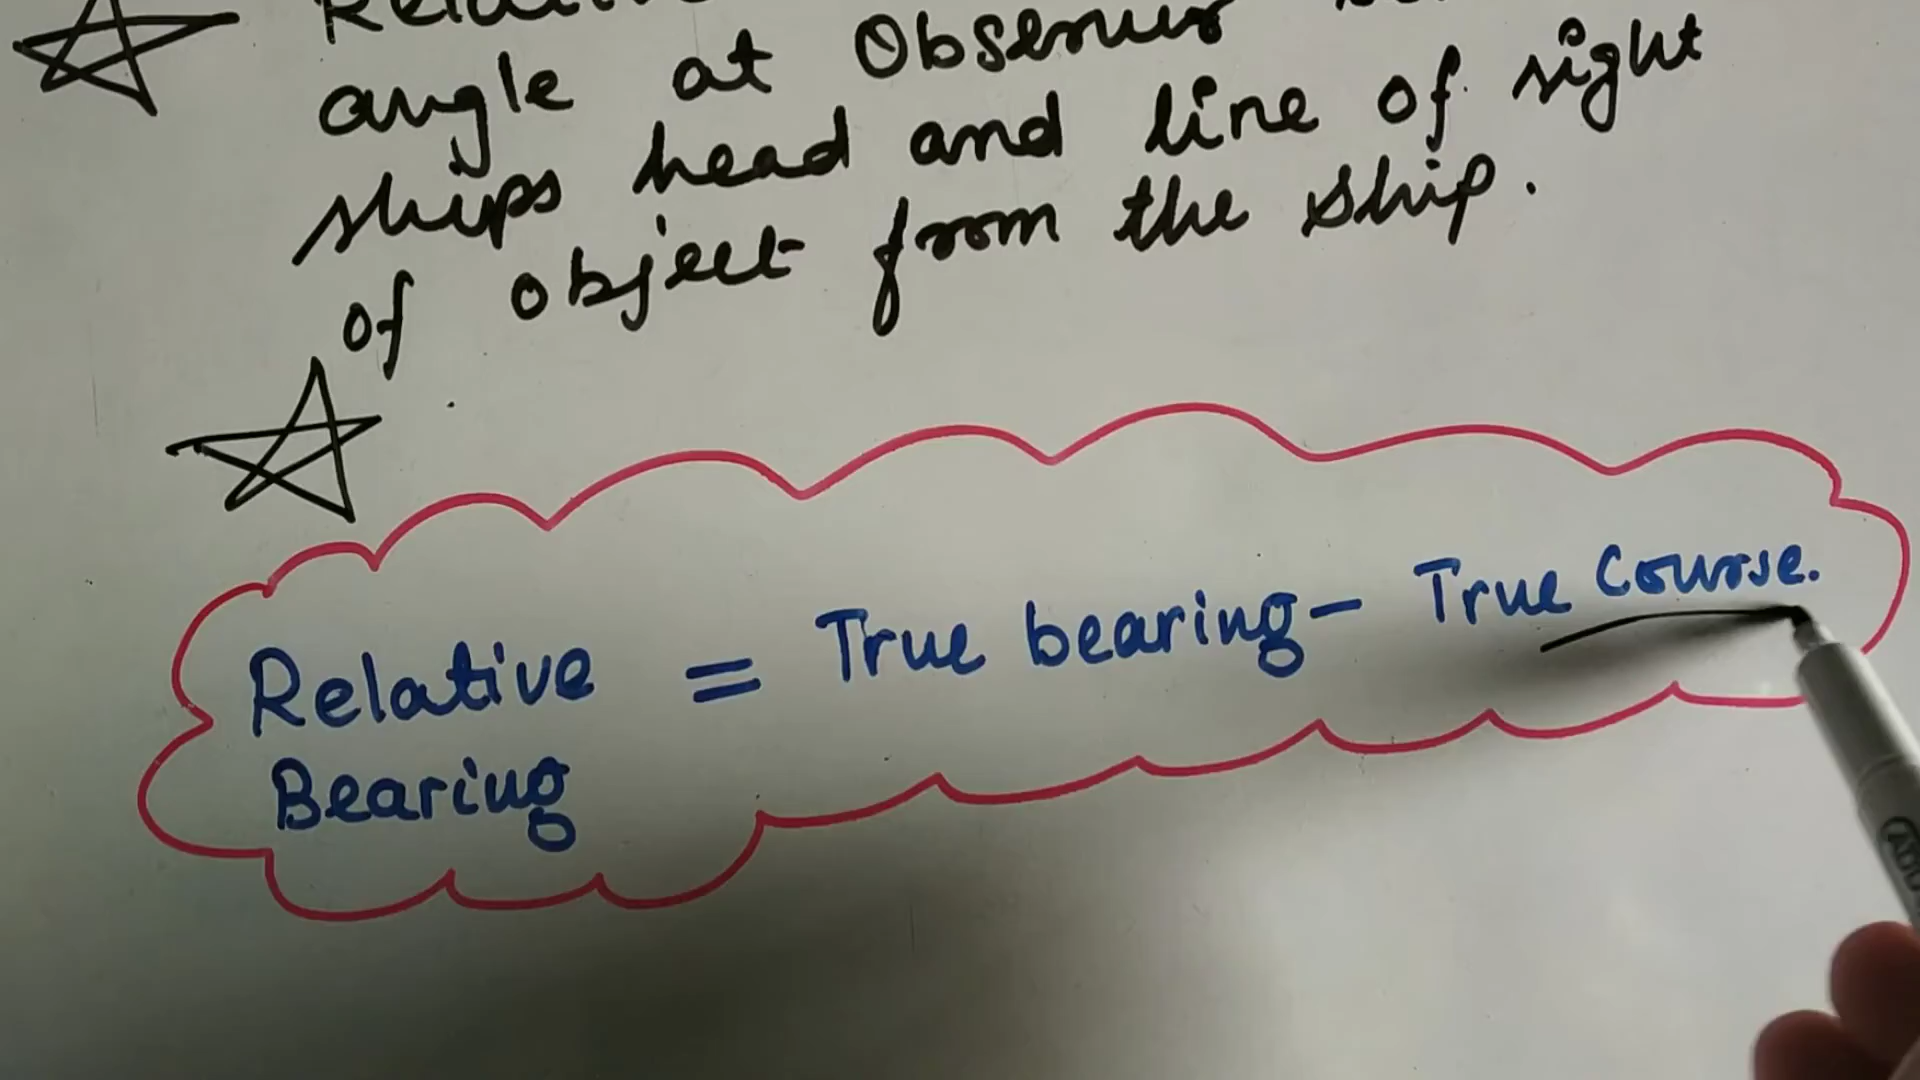 angle at Observer
ships head and line of sight
of object from the ship.
Relative = True bearing - True Course.
Bearing